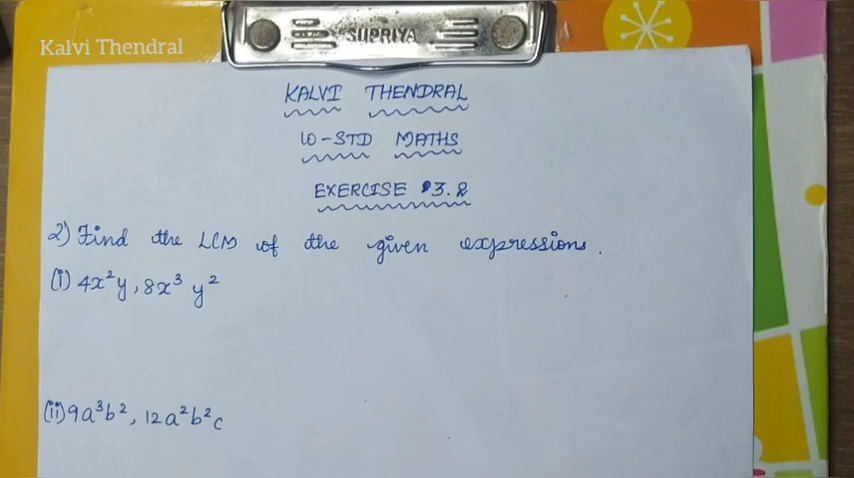 Kalvi Thendral
SUPRIYA
KALVI THENDRAL
10-STD MATHS
EXERCISE 3.2
2) Find the LCM of the given expressions.
(i) 4x²y, 8x³y²
(ii) 9a³b², 12a²b²c